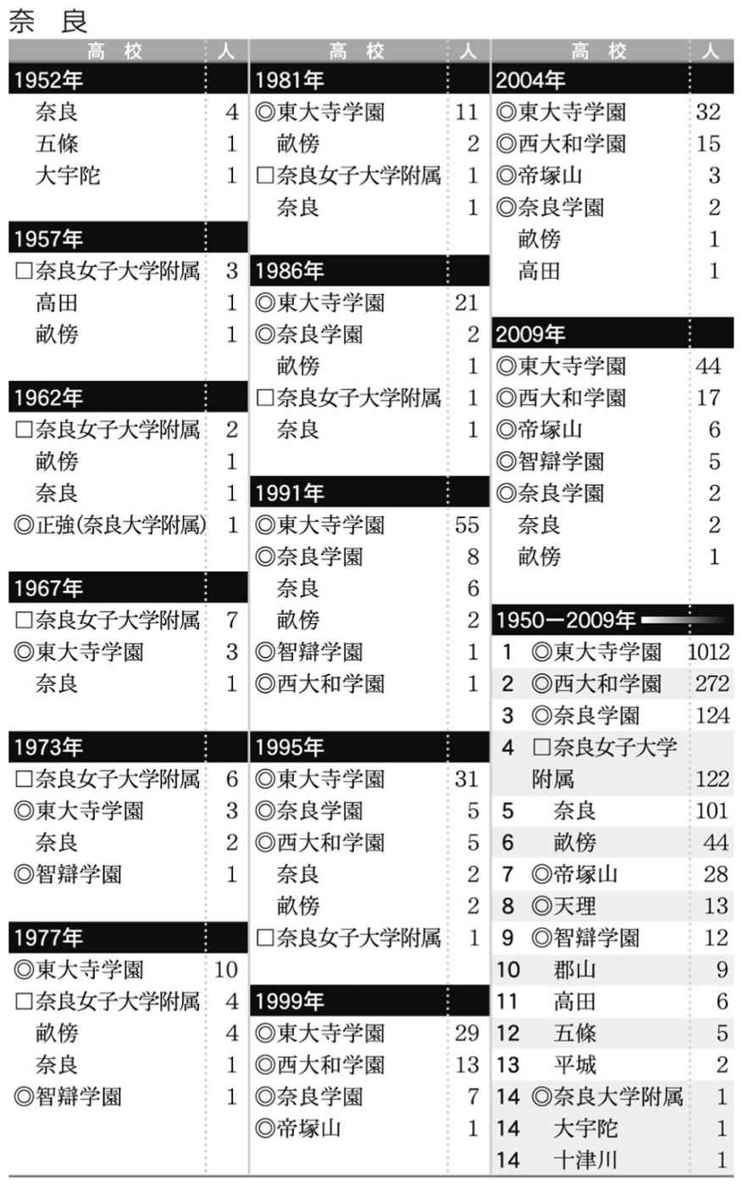 奈 良
高 校 人
1952年
奈良 4
五條 1
大宇陀 1
1957年
□奈良女子大学附属 3
高田 1
畝傍 1
1962年
□奈良女子大学附属 2
畝傍 1
奈良 1
◎正強(奈良大学附属) 1
1967年
□奈良女子大学附属 7
◎東大寺学園 3
奈良 1
1973年
□奈良女子大学附属 6
◎東大寺学園 3
奈良 2
◎智辯学園 1
1977年
◎東大寺学園 10
□奈良女子大学附属 4
畝傍 4
奈良 1
◎智辯学園 1
高 校 人
1981年
◎東大寺学園 11
畝傍 2
□奈良女子大学附属 1
奈良 1
1986年
◎東大寺学園 21
◎奈良学園 2
畝傍 1
□奈良女子大学附属 1
奈良 1
1991年
◎東大寺学園 55
◎奈良学園 8
奈良 6
畝傍 2
◎智辯学園 1
◎西大和学園 1
1995年
◎東大寺学園 31
◎奈良学園 5
◎西大和学園 5
奈良 2
畝傍 2
□奈良女子大学附属 1
1999年
◎東大寺学園 29
◎西大和学園 13
◎奈良学園 7
◎帝塚山 1
高 校 人
2004年
◎東大寺学園 32
◎西大和学園 15
◎帝塚山 3
◎奈良学園 2
畝傍 1
高田 1
2009年
◎東大寺学園 44
◎西大和学園 17
◎帝塚山 6
◎智辯学園 5
◎奈良学園 2
奈良 2
畝傍 1
1950ー2009年
1 ◎東大寺学園 1012
2 ◎西大和学園 272
3 ◎奈良学園 124
4 □奈良女子大学
附属 122
5 奈良 101
6 畝傍 44
7 ◎帝塚山 28
8 ◎天理 13
9 ◎智辯学園 12
10 郡山 9
11 高田 6
12 五條 5
13 平城 2
14 ◎奈良大学附属 1
14 大宇陀 1
14 十津川 1